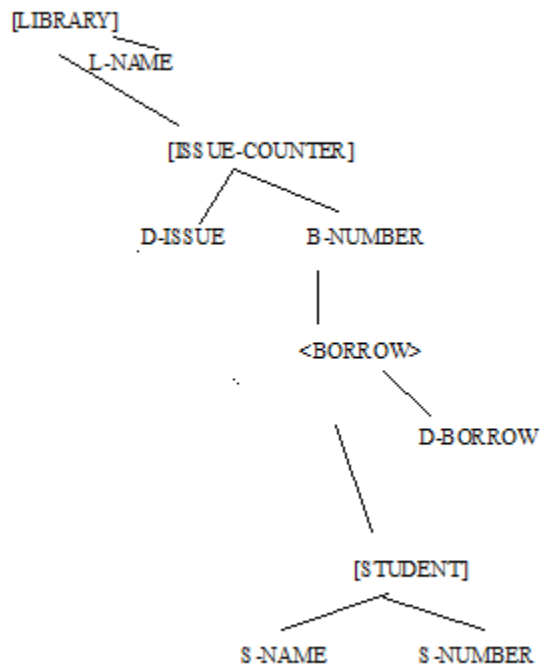 [LIBRARY]
L-NAME
[ISSUE-COUNTER]
D-ISSUE B-NUMBER
<BORROW>
D-BORROW
[STUDENT]
S-NAME S-NUMBER